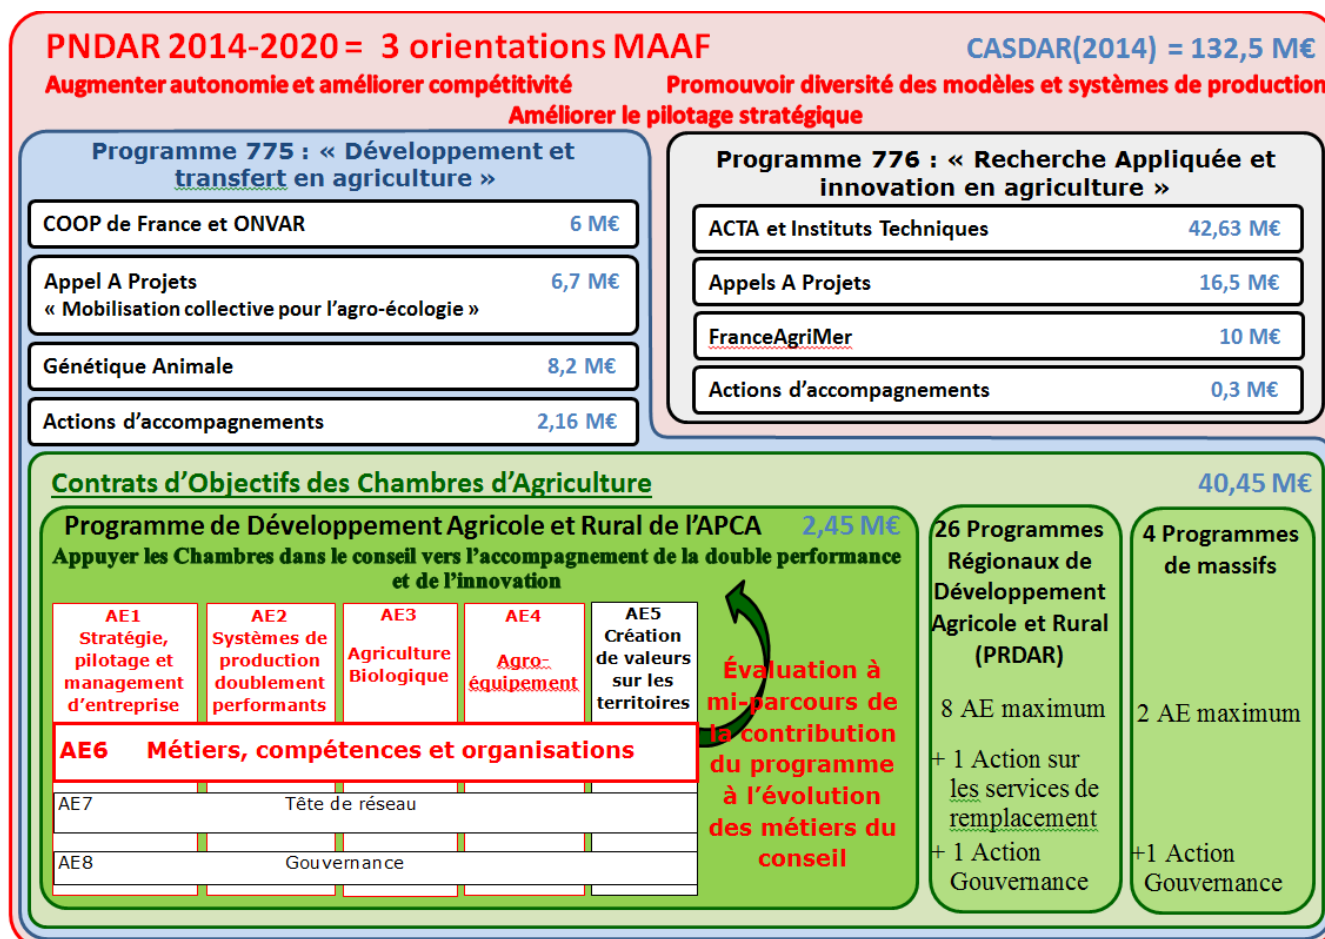 PNDAR 2014-2020 = 3 orientations MAAF
CASDAR(2014) = 132,5 M€
Augmenter autonomie et améliorer compétitivité
Promouvoir diversité des modèles et systèmes de production
Améliorer le pilotage stratégique
Programme 775 : « Développement et
transfert en agriculture »
COOP de France et ONVAR 6 M€
Appel A Projets 6,7 M€
« Mobilisation collective pour l'agro-écologie »
Génétique Animale 8,2 M€
Actions d'accompagnements 2,16 M€
Programme 776 : « Recherche Appliquée et
innovation en agriculture »
ACTA et Instituts Techniques 42,63 M€
Appels A Projets 16,5 M€
FranceAgriMer 10 M€
Actions d'accompagnements 0,3 M€
Contrats d'Objectifs des Chambres d'Agriculture 40,45 M€
Programme de Développement Agricole et Rural de l'APCA 2,45 M€
Appuyer les Chambres dans le conseil vers l'accompagnement de la double performance
et de l'innovation
AE1
Stratégie,
pilotage et
management
d'entreprise
AE2
Systèmes de
production
doublement
performants
AE3
Agriculture
Biologique
AE4
Agro-
équipement
AE5
Création
de valeurs
sur les
territoires
AE6 Métiers, compétences et organisations
AE7 Tête de réseau
AE8 Gouvernance
Évaluation à
mi-parcours de
la contribution
du programme
à l'évolution
des métiers du
conseil
26 Programmes
Régionaux de
Développement
Agricole et Rural
(PRDAR)
8 AE maximum
+ 1 Action sur
les services de
remplacement
+ 1 Action
Gouvernance
4 Programmes
de massifs
2 AE maximum
+1 Action
Gouvernance